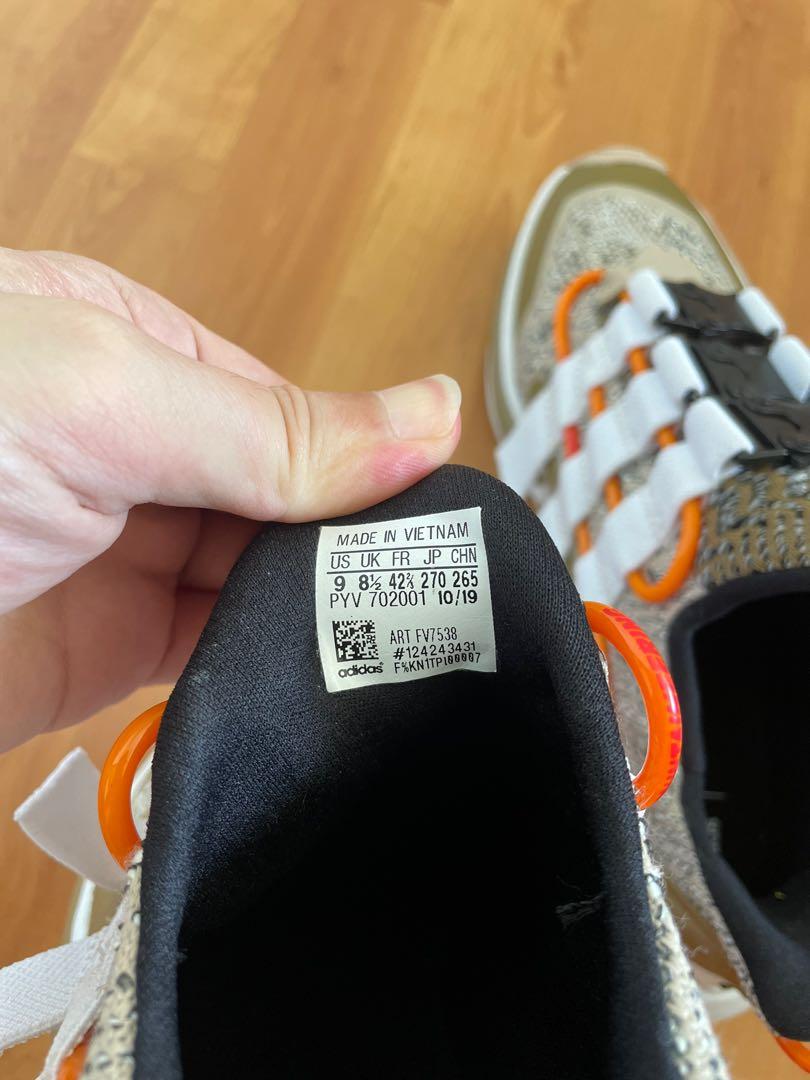 MADE IN VIETNAM
US UK FR JP CHN
9 8½ 42⅔ 270 265
PYV 702001 10/19
ART FV7538
#124243431
adidas® F%KN1TPI00007